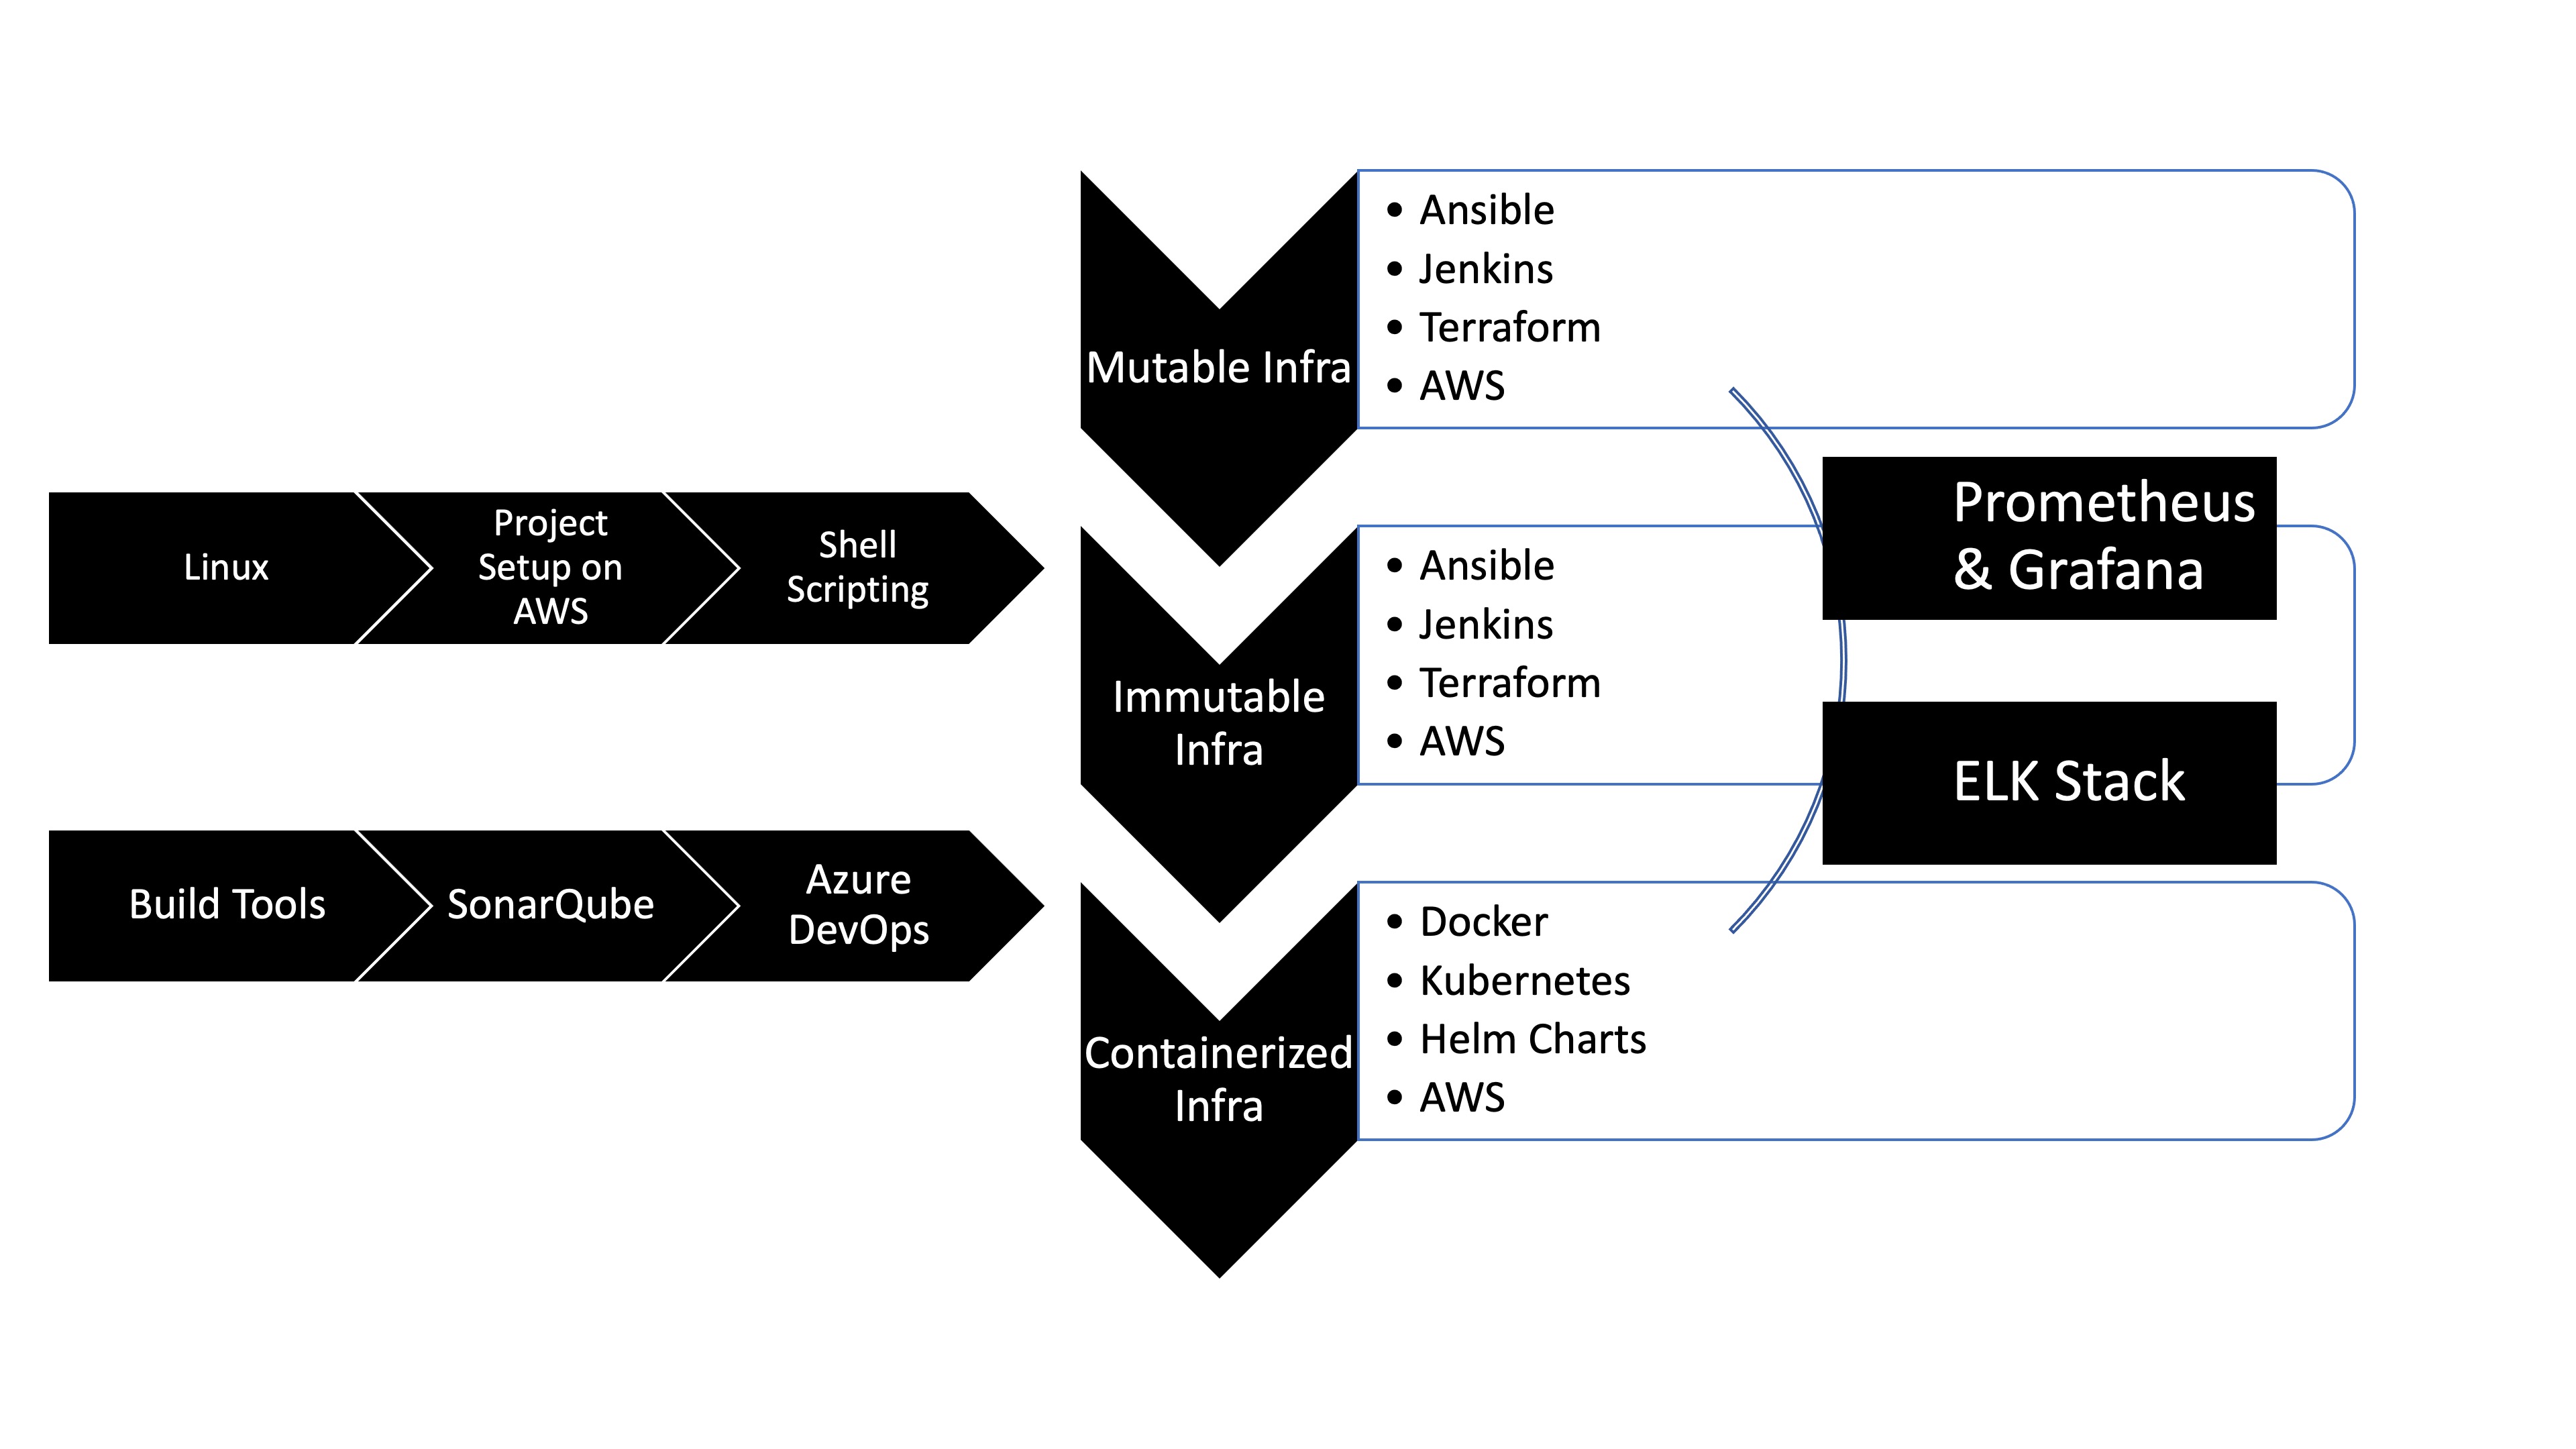 Linux
Project
Setup on
AWS
Shell
Scripting
Build Tools
SonarQube
Azure
DevOps
Mutable Infra
• Ansible
• Jenkins
• Terraform
• AWS
Immutable
Infra
• Ansible
• Jenkins
• Terraform
• AWS
Containerized
Infra
• Docker
• Kubernetes
• Helm Charts
• AWS
Prometheus
& Grafana
ELK Stack